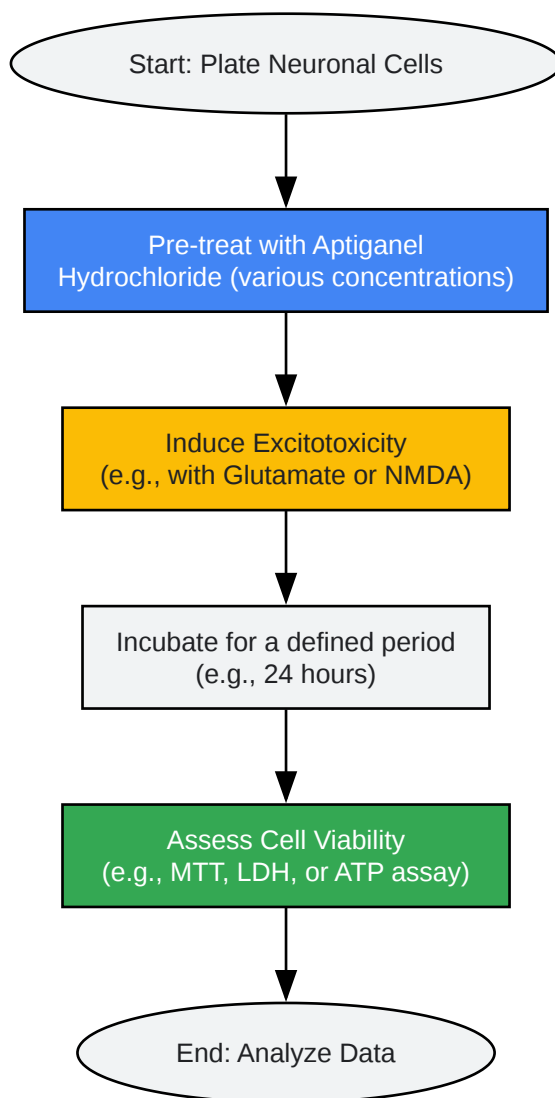 Start: Plate Neuronal Cells
Pre-treat with Aptiganel
Hydrochloride (various concentrations)
Induce Excitotoxicity
(e.g., with Glutamate or NMDA)
Incubate for a defined period
(e.g., 24 hours)
Assess Cell Viability
(e.g., MTT, LDH, or ATP assay)
End: Analyze Data